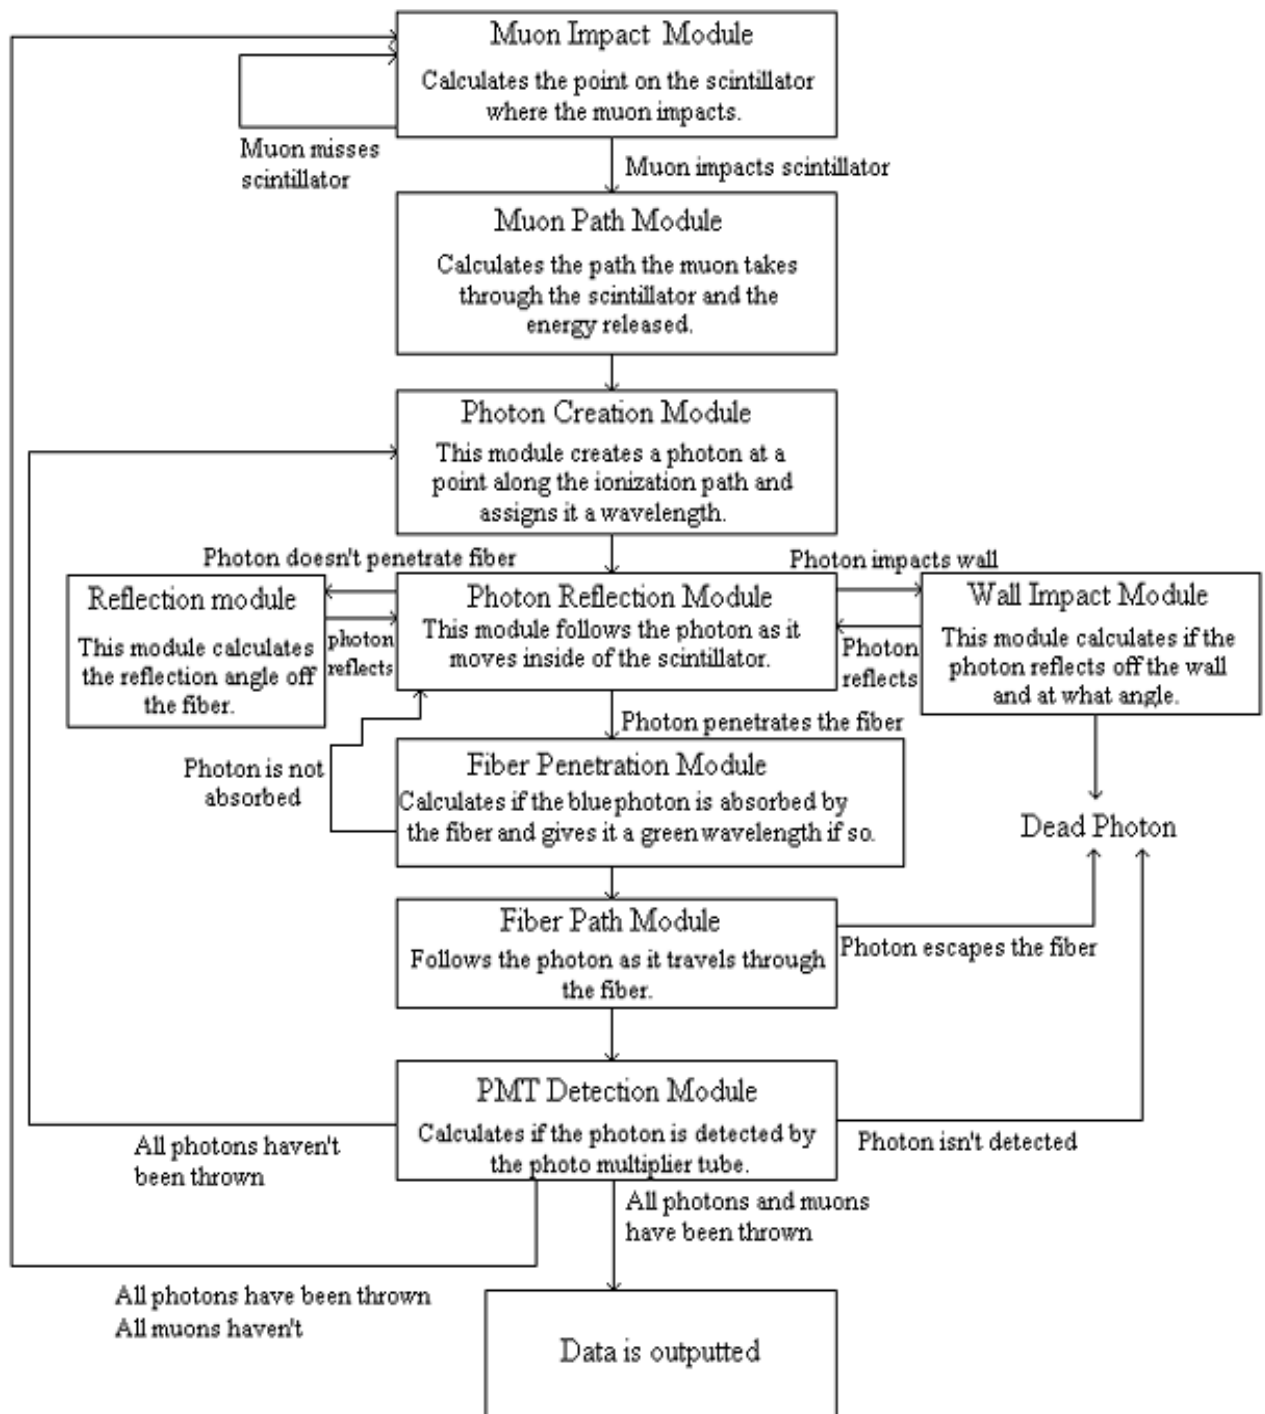 Muon Impact Module
Calculates the point on the scintillator
where the muon impacts.
Muon misses
scintillator
Muon impacts scintillator
Muon Path Module
Calculates the path the muon takes
through the scintillator and the
energy released.
Photon Creation Module
This module creates a photon at a
point along the ionization path and
assigns it a wavelength.
Photon doesn't penetrate fiber
Photon impacts wall
Reflection module
This module calculates
the reflection angle off
the fiber.
photon
reflects
Photon Reflection Module
This module follows the photon as it
moves inside of the scintillator.
Photon
reflects
Wall Impact Module
This module calculates if the
photon reflects off the wall
and at what angle.
Photon penetrates the fiber
Photon is not
absorbed
Fiber Penetration Module
Calculates if the blue photon is absorbed by
the fiber and gives it a green wavelength if so.
Dead Photon
Fiber Path Module
Follows the photon as it travels through
the fiber.
Photon escapes the fiber
PMT Detection Module
Calculates if the photon is detected by
the photo multiplier tube.
Photon isn't detected
All photons haven't
been thrown
All photons and muons
have been thrown
All photons have been thrown
All muons haven't
Data is outputted